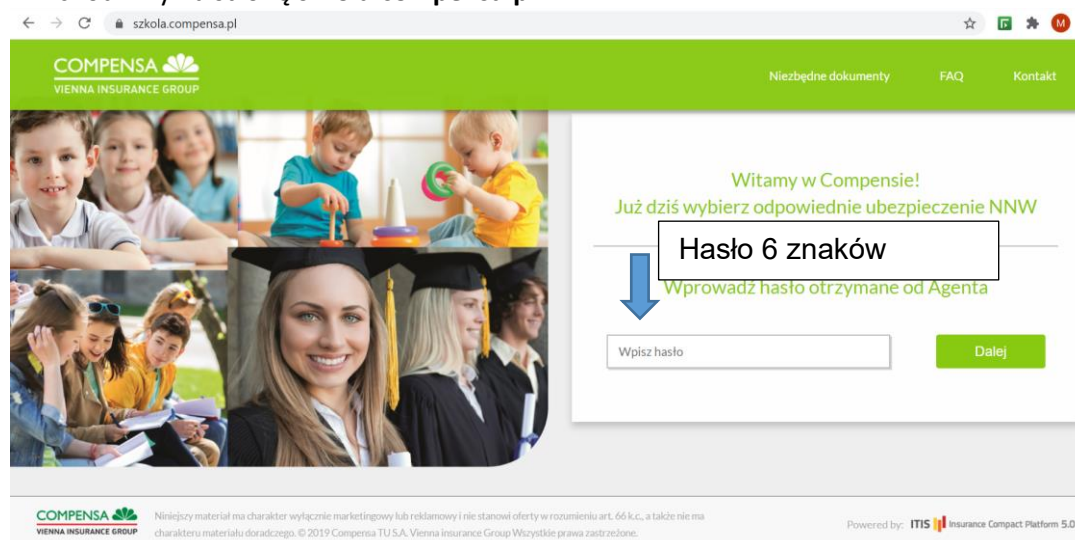 szkola.compensa.pl
M
COMPENSA
VIENNA INSURANCE GROUP
Niezbędne dokumenty FAQ Kontakt
Witamy w Compensie!
Już dziś wybierz odpowiednie ubezpieczenie NNW
Hasło 6 znaków
Wprowadź hasło otrzymane od Agenta
Wpisz hasło
Dalej
COMPENSA
VIENNA INSURANCE GROUP
Niniejszy materiał ma charakter wyłącznie marketingowy lub reklamowy i nie stanowi oferty w rozumieniu art. 66 k.c., a także nie ma
charakteru materiału doradczego. © 2019 Compensa TU S.A. Vienna Insurance Group Wszystkie prawa zastrzeżone.
Powered by: ITIS Insurance Compact Platform 5.0